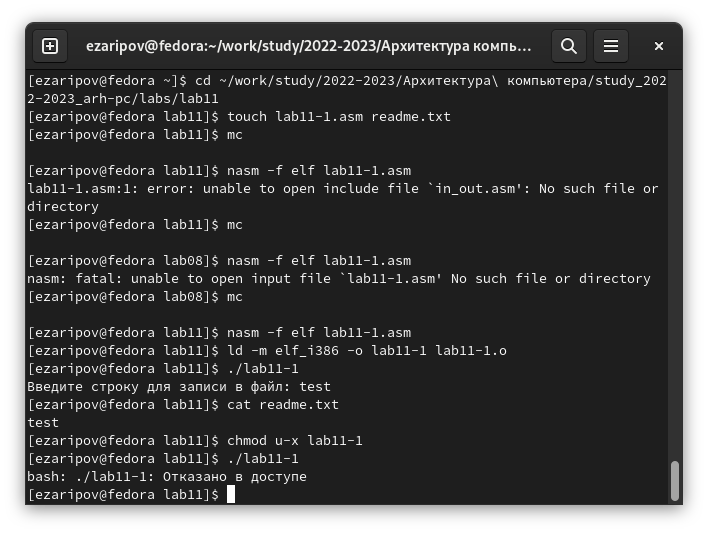 ezaripov@fedora:~/work/study/2022-2023/Архитектура компь...
[ezaripov@fedora ~]$ cd ~/work/study/2022-2023/Архитектура\ компьютера/study_202
2-2023_arh-pc/labs/lab11
[ezaripov@fedora lab11]$ touch lab11-1.asm readme.txt
[ezaripov@fedora lab11]$ mc
[ezaripov@fedora lab11]$ nasm -f elf lab11-1.asm
lab11-1.asm:1: error: unable to open include file `in_out.asm': No such file or
directory
[ezaripov@fedora lab11]$ mc
[ezaripov@fedora lab08]$ nasm -f elf lab11-1.asm
nasm: fatal: unable to open input file `lab11-1.asm' No such file or directory
[ezaripov@fedora lab08]$ mc
[ezaripov@fedora lab11]$ nasm -f elf lab11-1.asm
[ezaripov@fedora lab11]$ ld -m elf_i386 -o lab11-1 lab11-1.o
[ezaripov@fedora lab11]$ ./lab11-1
Введите строку для записи в файл: test
[ezaripov@fedora lab11]$ cat readme.txt
test
[ezaripov@fedora lab11]$ chmod u-x lab11-1
[ezaripov@fedora lab11]$ ./lab11-1
bash: ./lab11-1: Отказано в доступе
[ezaripov@fedora lab11]$